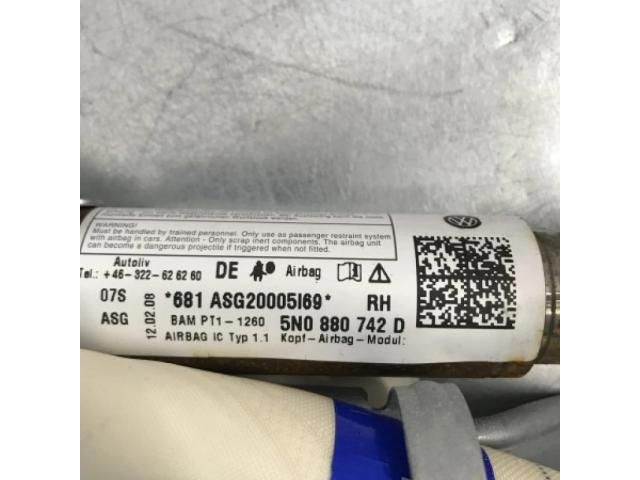 WARNING!
Must be handled by trained personnel. Only use as passenger restraint system
with airbag in cars. Attention - Only scrap inert components. The airbag unit
can become a dangerous projectile if triggered when not fitted.
Autoliv
Tel.: +46-322-62 62 60 DE Airbag
07S *681 ASG20005I69* RH
ASG 12.02.08 BAM PT1-1260 5N0 880 742 D
AIRBAG IC Typ 1.1 Kopf-Airbag-Modul: